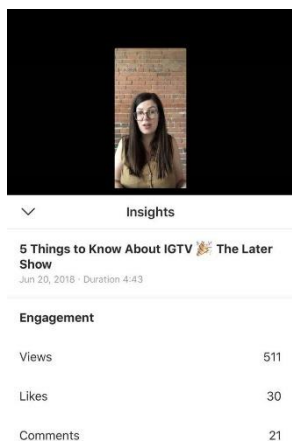 Insights
5 Things to Know About IGTV 🎉 The Later
Show
Jun 20, 2018 · Duration 4:43
Engagement
Views 511
Likes 30
Comments 21